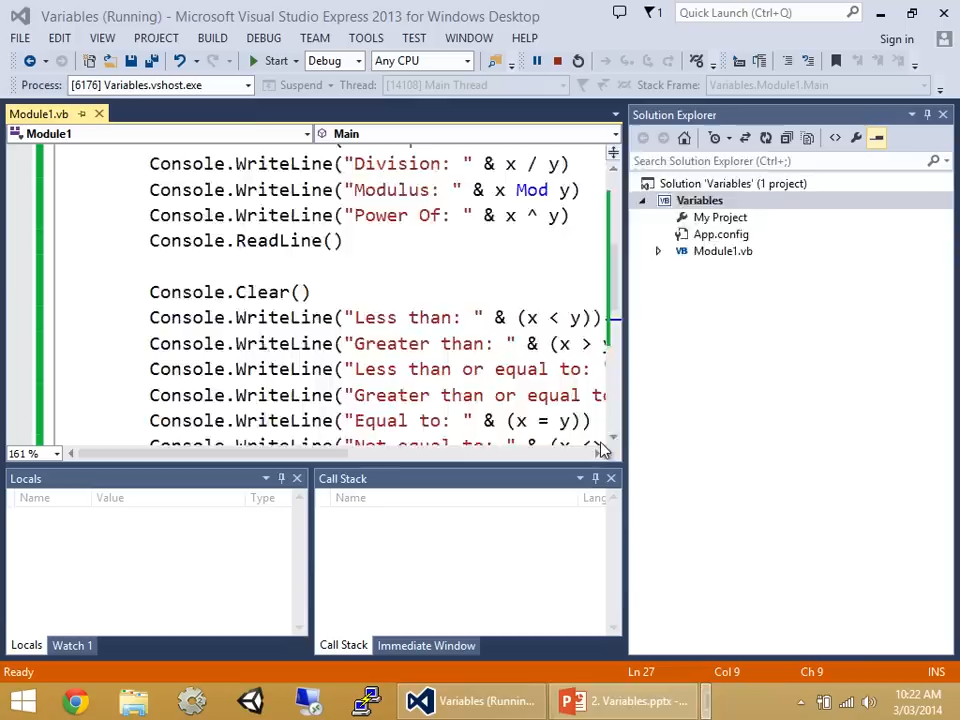 Variables (Running) - Microsoft Visual Studio Express 2013 for Windows Desktop
1
Quick Launch (Ctrl+Q)
FILE EDIT VIEW PROJECT BUILD DEBUG TEAM TOOLS TEST WINDOW HELP
Sign in
Start Debug Any CPU
Process: [6176] Variables.vshost.exe Suspend Thread: [14108] Main Thread Stack Frame: Variables.Module1.Main
Module1.vb
Solution Explorer
Module1 Main
Search Solution Explorer (Ctrl+;)
Console.WriteLine("Division: " & x / y)
Console.WriteLine("Modulus: " & x Mod y)
Console.WriteLine("Power Of: " & x ^ y)
Console.ReadLine()
Console.Clear()
Console.WriteLine("Less than: " & (x < y))
Console.WriteLine("Greater than: " & (x > y
Console.WriteLine("Less than or equal to: "
Console.WriteLine("Greater than or equal to
Console.WriteLine("Equal to: " & (x = y))
Console.WriteLine("Not equal to: " & (x <>
Solution 'Variables' (1 project)
Variables
My Project
App.config
Module1.vb
161 %
Locals
Name Value Type
Call Stack
Name Lang
Locals Watch 1
Call Stack Immediate Window
Ready Ln 27 Col 9 Ch 9 INS
Variables (Runnin...
2. Variables.pptx - ...
10:22 AM
3/03/2014